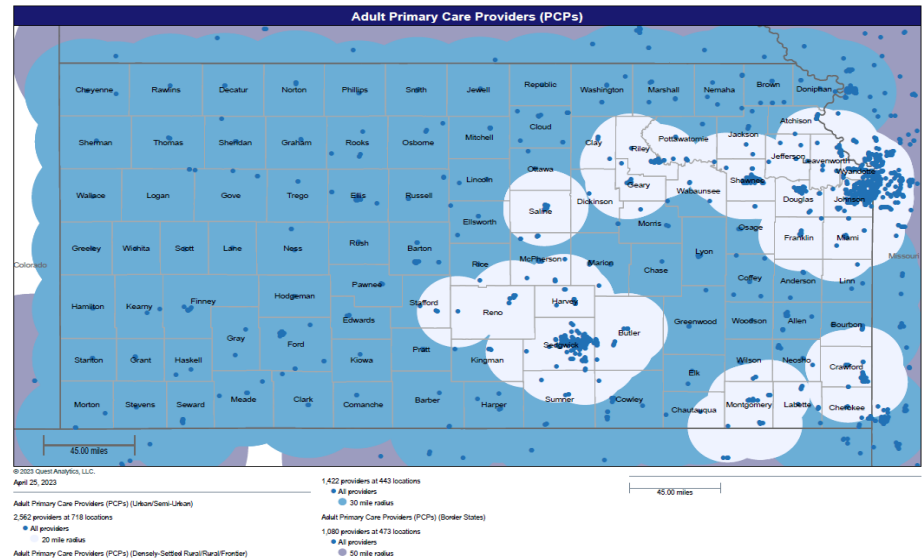 Adult Primary Care Providers (PCPs)
Cheyenne Rawlins Decatur Norton Phillips Smith Jewell Republic Washington Marshall Nemaha Brown Doniphan
Atchison
Sherman Thomas Sheridan Graham Rooks Osborne Mitchell Cloud Clay Riley Pottawatomie Jackson Jefferson Leavenworth
Wyandotte
Wallace Logan Gove Trego Ellis Russell Lincoln Ottawa Geary Wabaunsee Shawnee Douglas Johnson
Saline Dickinson
Ellsworth Morris Osage Franklin Miami
Greeley Wichita Scott Lane Ness Rush Barton Rice McPherson Marion Chase Lyon
Colorado
Missouri
Hamilton Kearny Finney Hodgeman Pawnee Stafford Reno Harvey Coffey Anderson Linn
Gray Ford Edwards Butler Greenwood Woodson Allen Bourbon
Stanton Grant Haskell Kiowa Pratt Kingman Sedgwick Wilson Neosho Crawford
Elk
Morton Stevens Seward Meade Clark Comanche Barber Harper Sumner Cowley Chautauqua Montgomery Labette Cherokee
45.00 miles
© 2023 Quest Analytics, LLC.
April 25, 2023
Adult Primary Care Providers (PCPs) (Urban/Semi-Urban)
2,562 providers at 718 locations
All providers
20 mile radius
Adult Primary Care Providers (PCPs) (Densely-Settled Rural/Rural/Frontier)
1,422 providers at 443 locations
All providers
30 mile radius
Adult Primary Care Providers (PCPs) (Border States)
1,080 providers at 473 locations
All providers
50 mile radius
45.00 miles